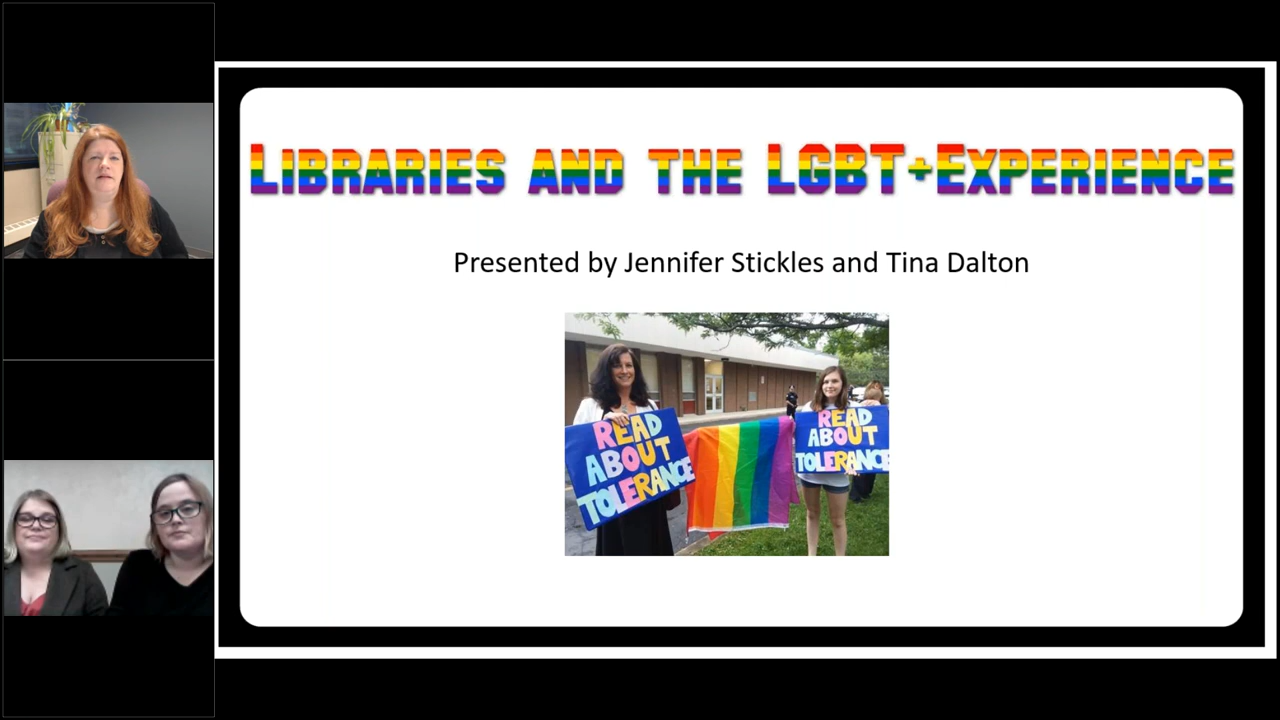 LIBRARIES AND THE LGBT+EXPERIENCE
Presented by Jennifer Stickles and Tina Dalton
READ
ABOUT
TOLERANCE
READ
ABOUT
TOLERANCE